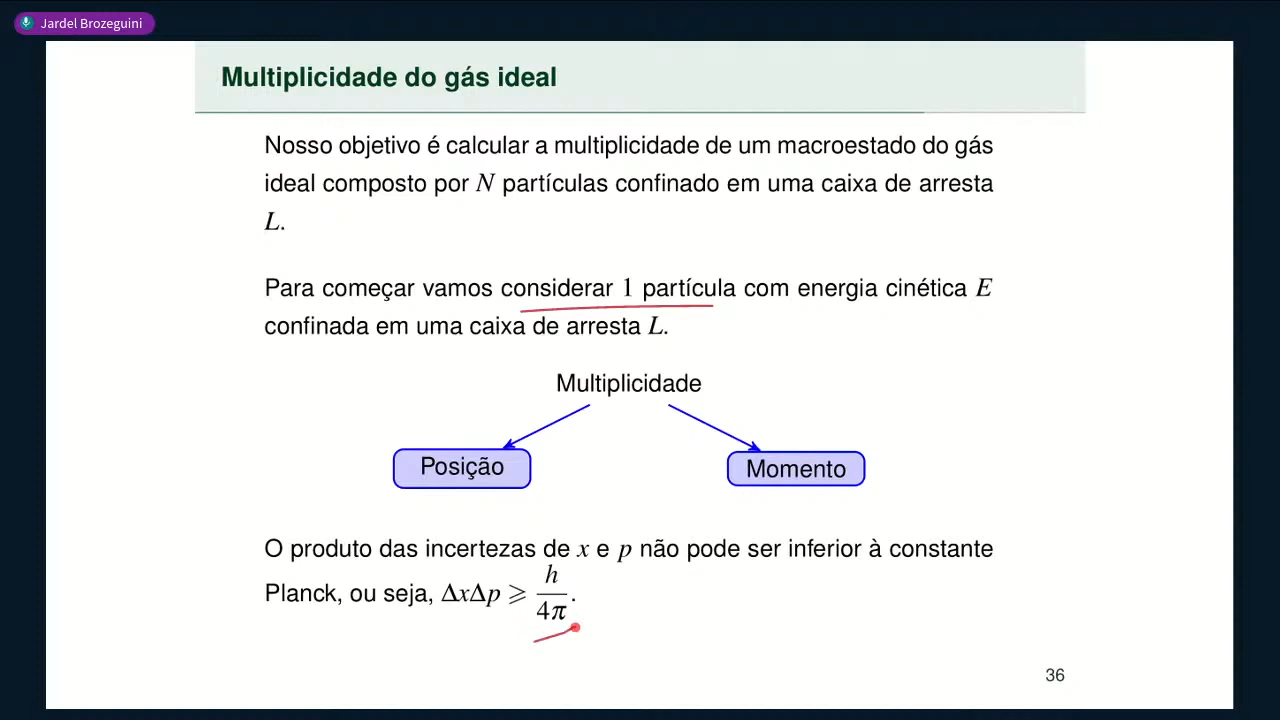 Jardel Brozeguini
Multiplicidade do gás ideal
Nosso objetivo é calcular a multiplicidade de um macroestado do gás
ideal composto por N partículas confinado em uma caixa de arresta
L.
Para começar vamos considerar 1 partícula com energia cinética E
confinada em uma caixa de arresta L.
Multiplicidade
Posição
Momento
O produto das incertezas de x e p não pode ser inferior à constante
Planck, ou seja, ΔxΔp ⩾ h/4π.
36